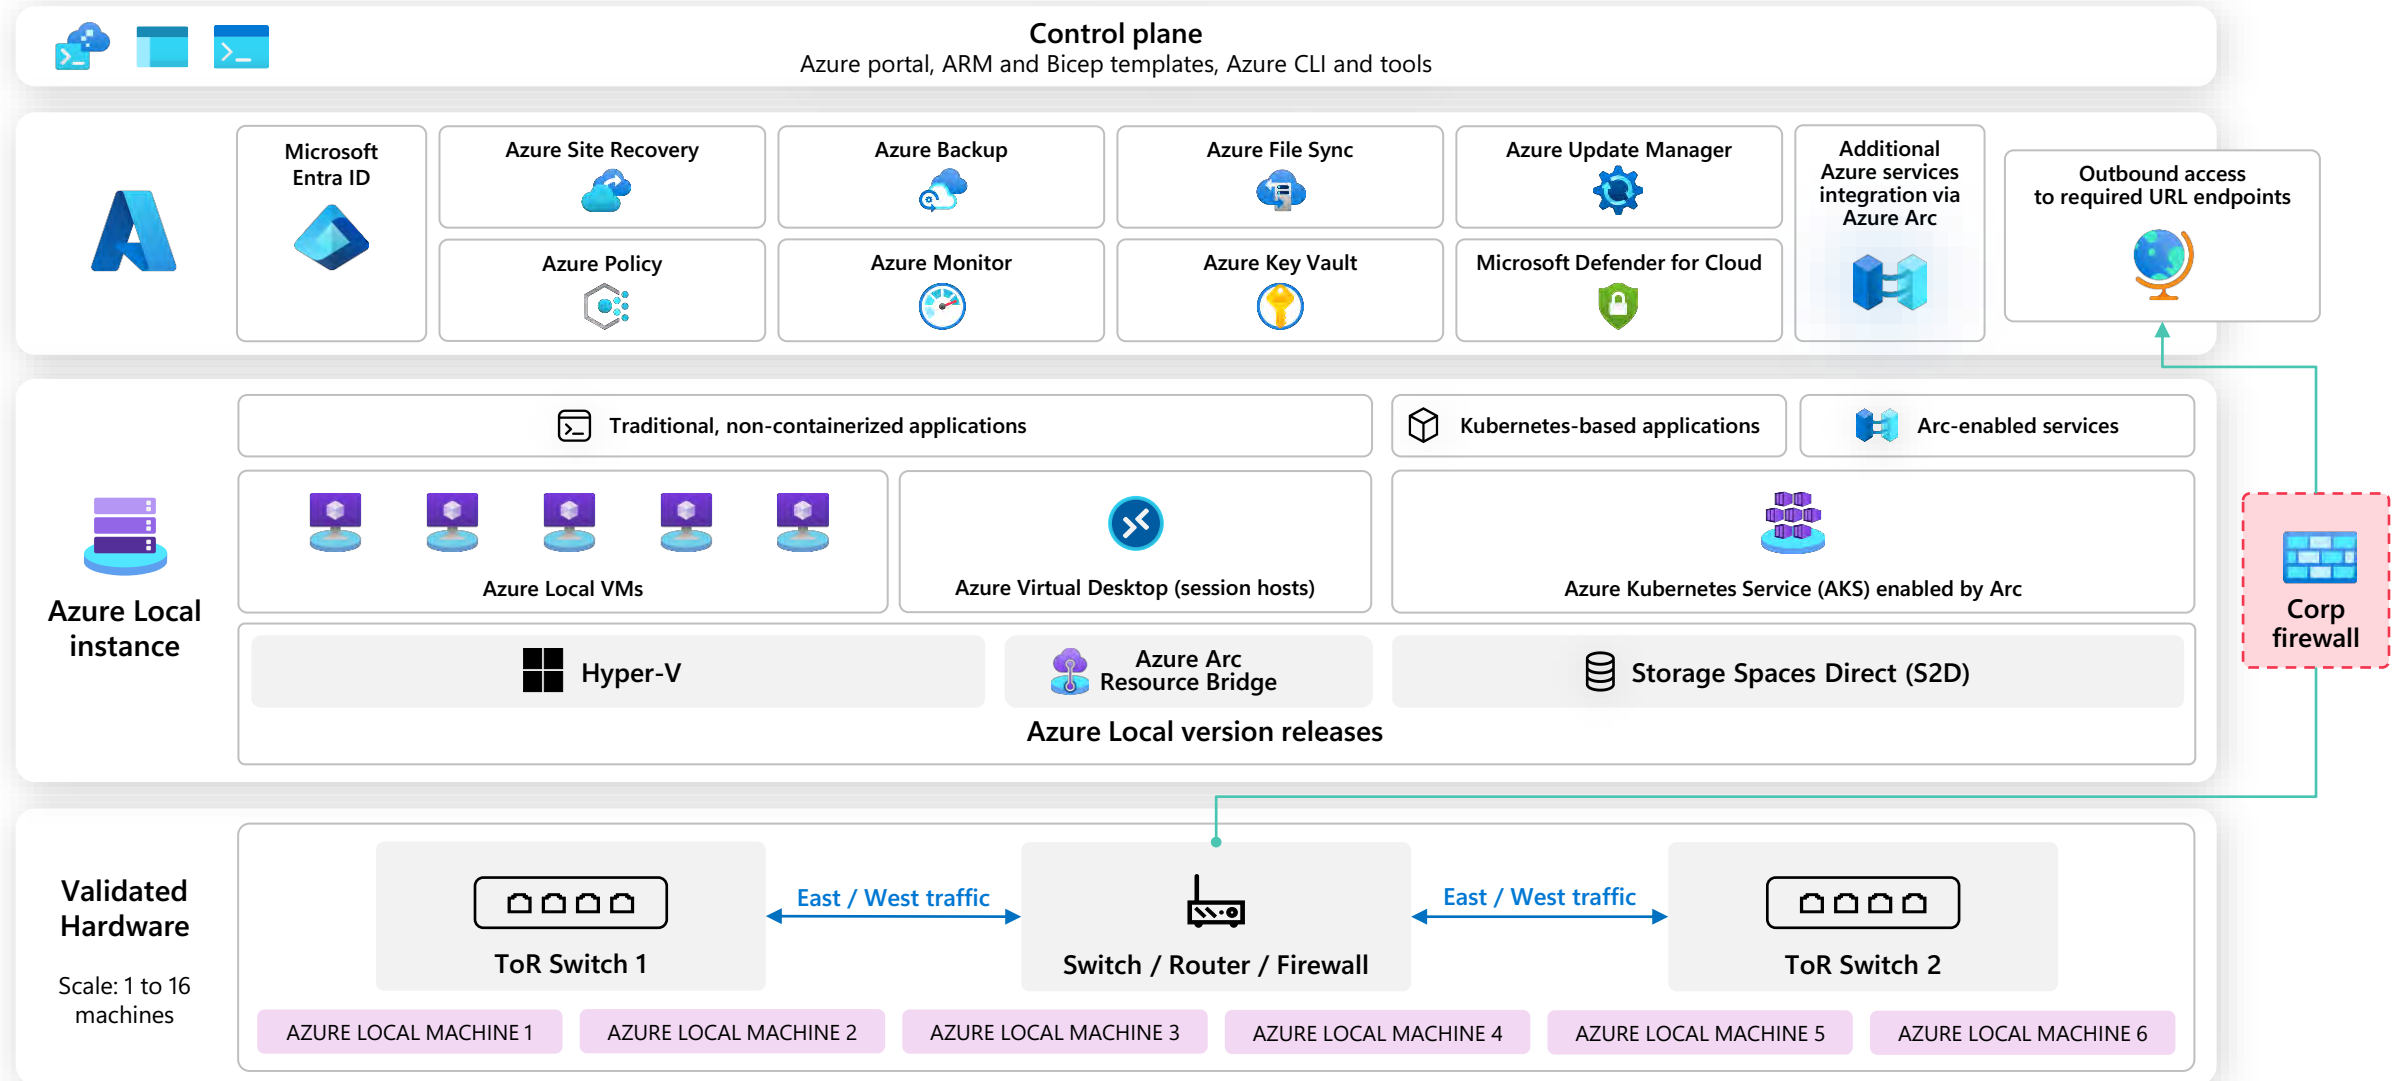 Control plane
Azure portal, ARM and Bicep templates, Azure CLI and tools
Microsoft
Entra ID
Azure Site Recovery
Azure Backup
Azure File Sync
Azure Update Manager
Additional
Azure services
integration via
Azure Arc
Outbound access
to required URL endpoints
Azure Policy
Azure Monitor
Azure Key Vault
Microsoft Defender for Cloud
Traditional, non-containerized applications
Kubernetes-based applications
Arc-enabled services
Azure Local
instance
Azure Local VMs
Azure Virtual Desktop (session hosts)
Azure Kubernetes Service (AKS) enabled by Arc
Corp
firewall
Hyper-V
Azure Arc
Resource Bridge
Storage Spaces Direct (S2D)
Azure Local version releases
Validated
Hardware
Scale: 1 to 16
machines
ToR Switch 1
East / West traffic
Switch / Router / Firewall
East / West traffic
ToR Switch 2
AZURE LOCAL MACHINE 1
AZURE LOCAL MACHINE 2
AZURE LOCAL MACHINE 3
AZURE LOCAL MACHINE 4
AZURE LOCAL MACHINE 5
AZURE LOCAL MACHINE 6